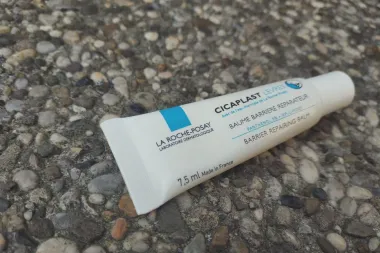 LA ROCHE-POSAY
LABORATOIRE DERMATOLOGIQUE
CICAPLAST
BAUME BARRIÈRE RÉPARATEUR
BARRIER REPAIRING BALM
7,5 ml Made in France